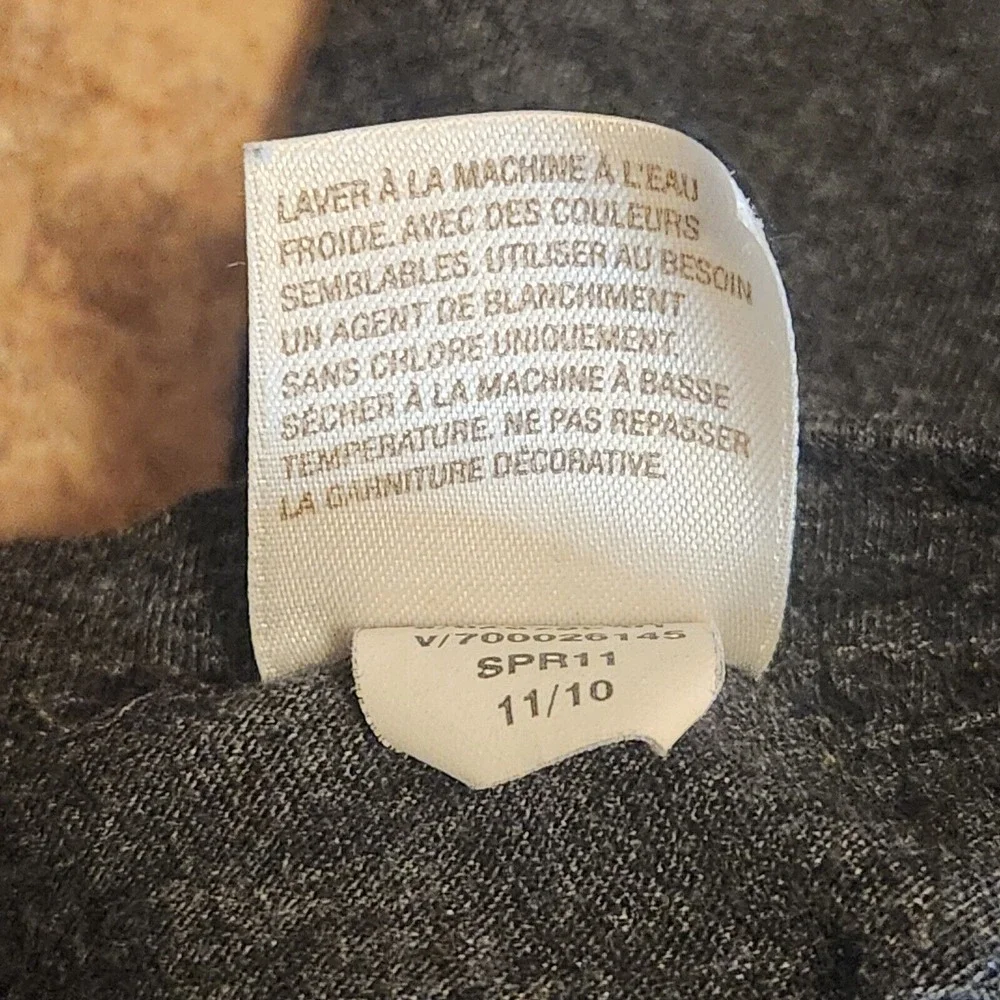 LAVER À LA MACHINE À L'EAU
FROIDE. AVEC DES COULEURS
SEMBLABLES. UTILISER AU BESOIN
UN AGENT DE BLANCHIMENT
SANS CHLORE UNIQUEMENT.
SÉCHER À LA MACHINE À BASSE
TEMPÉRATURE. NE PAS REPASSER
LA GARNITURE DÉCORATIVE.
V/700026145
SPR11
11/10